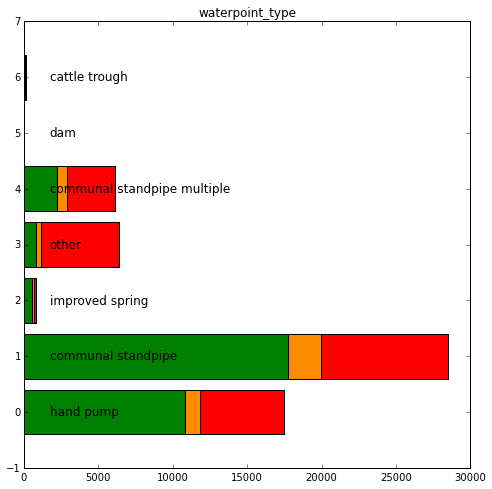 waterpoint_type
7
6
cattle trough
5
dam
4
communal standpipe multiple
3
other
2
improved spring
1
communal standpipe
0
hand pump
−1
0 5000 10000 15000 20000 25000 30000